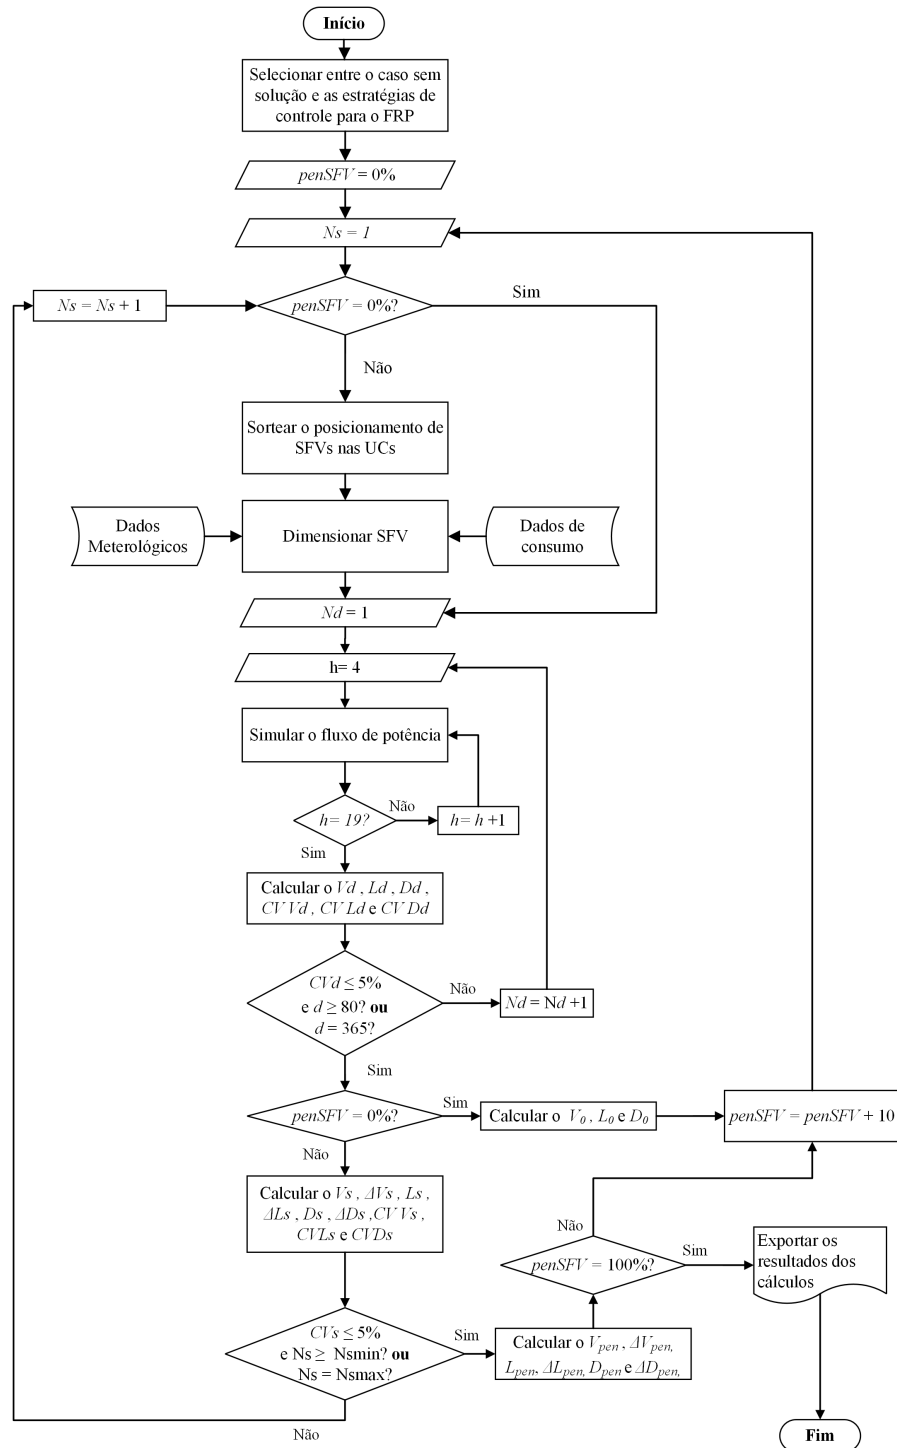 Início
Selecionar entre o caso sem
solução e as estratégias de
controle para o FRP
penSFV = 0%
Ns = 1
Ns = Ns + 1
penSFV = 0%?
Sim
Não
Sortear o posicionamento de
SFVs nas UCs
Dados
Meterológicos
Dimensionar SFV
Dados de
consumo
Nd = 1
h= 4
Simular o fluxo de potência
h= 19?
Não
h= h +1
Sim
Calcular o Vd , Ld , Dd ,
CVVd , CVLd e CVDd
CVd ≤ 5%
e d ≥ 80? ou
d = 365?
Não
Nd = Nd +1
Sim
penSFV = 0%?
Sim
Calcular o V0 , L0 e D0
penSFV = penSFV + 10
Não
Calcular o Vs , ΔVs , Ls ,
ΔLs , Ds , ΔDs ,CVVs ,
CVLs e CVDs
Não
penSFV = 100%?
Sim
Exportar os
resultados dos
cálculos
CVs ≤ 5%
e Ns ≥ Nsmin? ou
Ns = Nsmax?
Sim
Calcular o Vpen , ΔVpen,
Lpen, ΔLpen, Dpen e ΔDpen,
Não
Fim